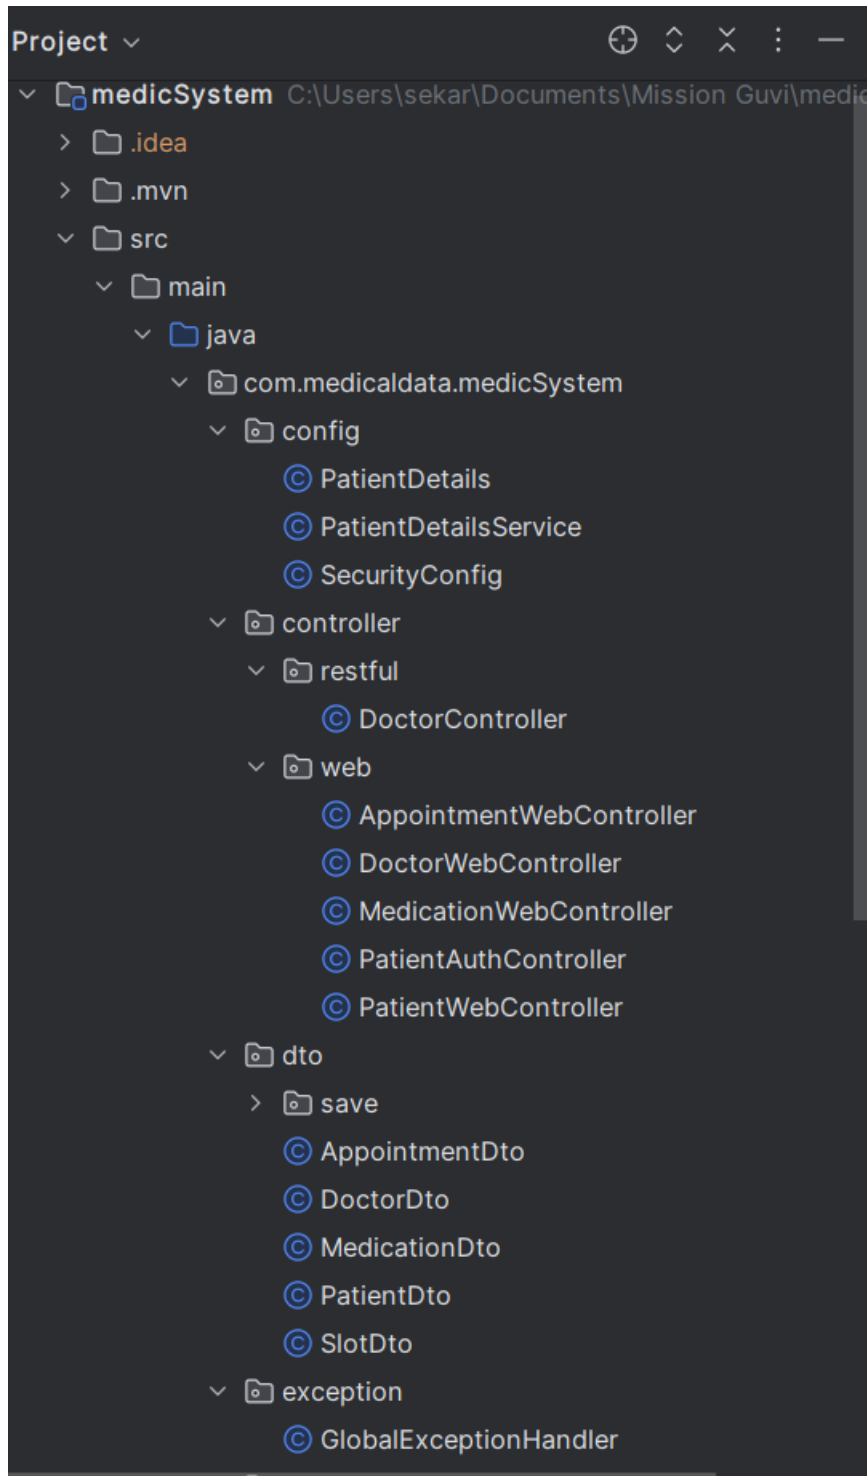 Project
medicSystem C:\Users\sekar\Documents\Mission Guvi\medic
.idea
.mvn
src
main
java
com.medicaldata.medicSystem
config
PatientDetails
PatientDetailsService
SecurityConfig
controller
restful
DoctorController
web
AppointmentWebController
DoctorWebController
MedicationWebController
PatientAuthController
PatientWebController
dto
save
AppointmentDto
DoctorDto
MedicationDto
PatientDto
SlotDto
exception
GlobalExceptionHandler